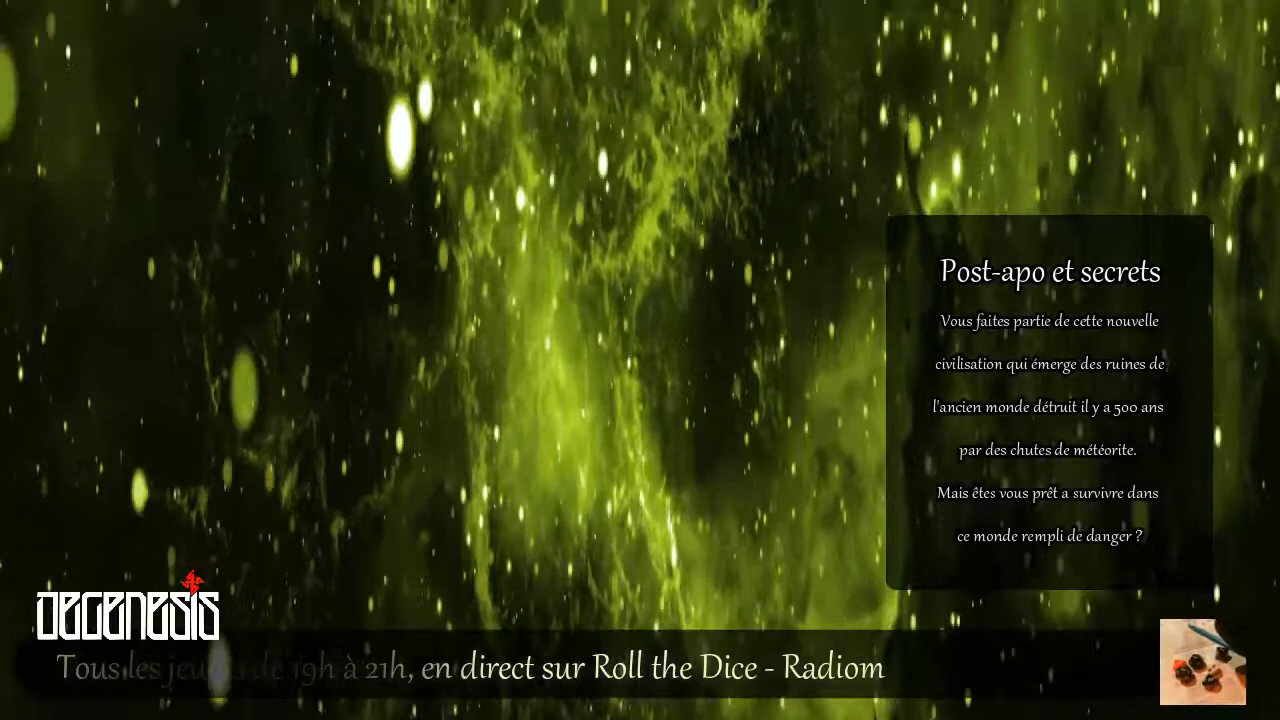 Post-apo et secrets
Vous faites partie de cette nouvelle
civilisation qui émerge des ruines de
l'ancien monde détruit il y a 500 ans
par des chutes de météorite.
Mais êtes vous prêt a survivre dans
ce monde rempli de danger ?
DEGENESIS
Tous les jeudis de 19h à 21h, en direct sur Roll the Dice - Radiom